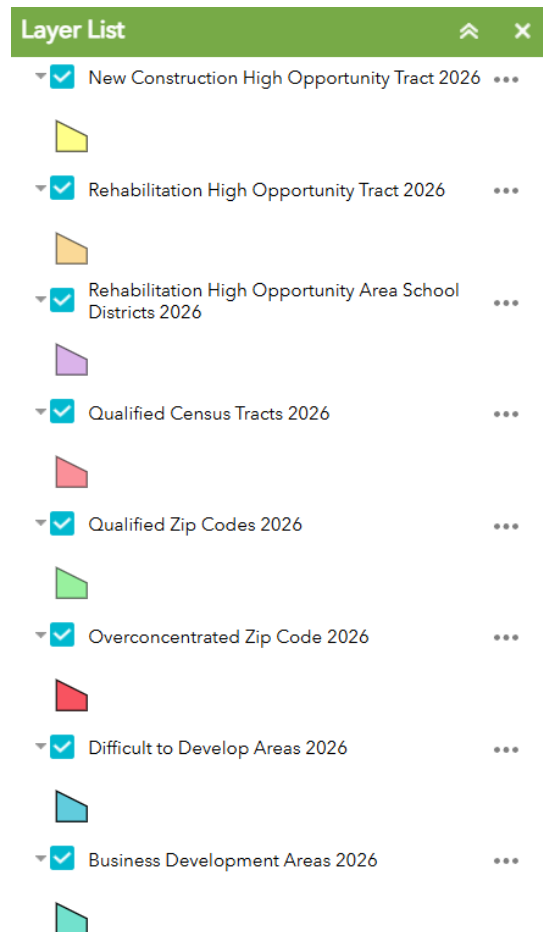 Layer List
New Construction High Opportunity Tract 2026
Rehabilitation High Opportunity Tract 2026
Rehabilitation High Opportunity Area School
Districts 2026
Qualified Census Tracts 2026
Qualified Zip Codes 2026
Overconcentrated Zip Code 2026
Difficult to Develop Areas 2026
Business Development Areas 2026